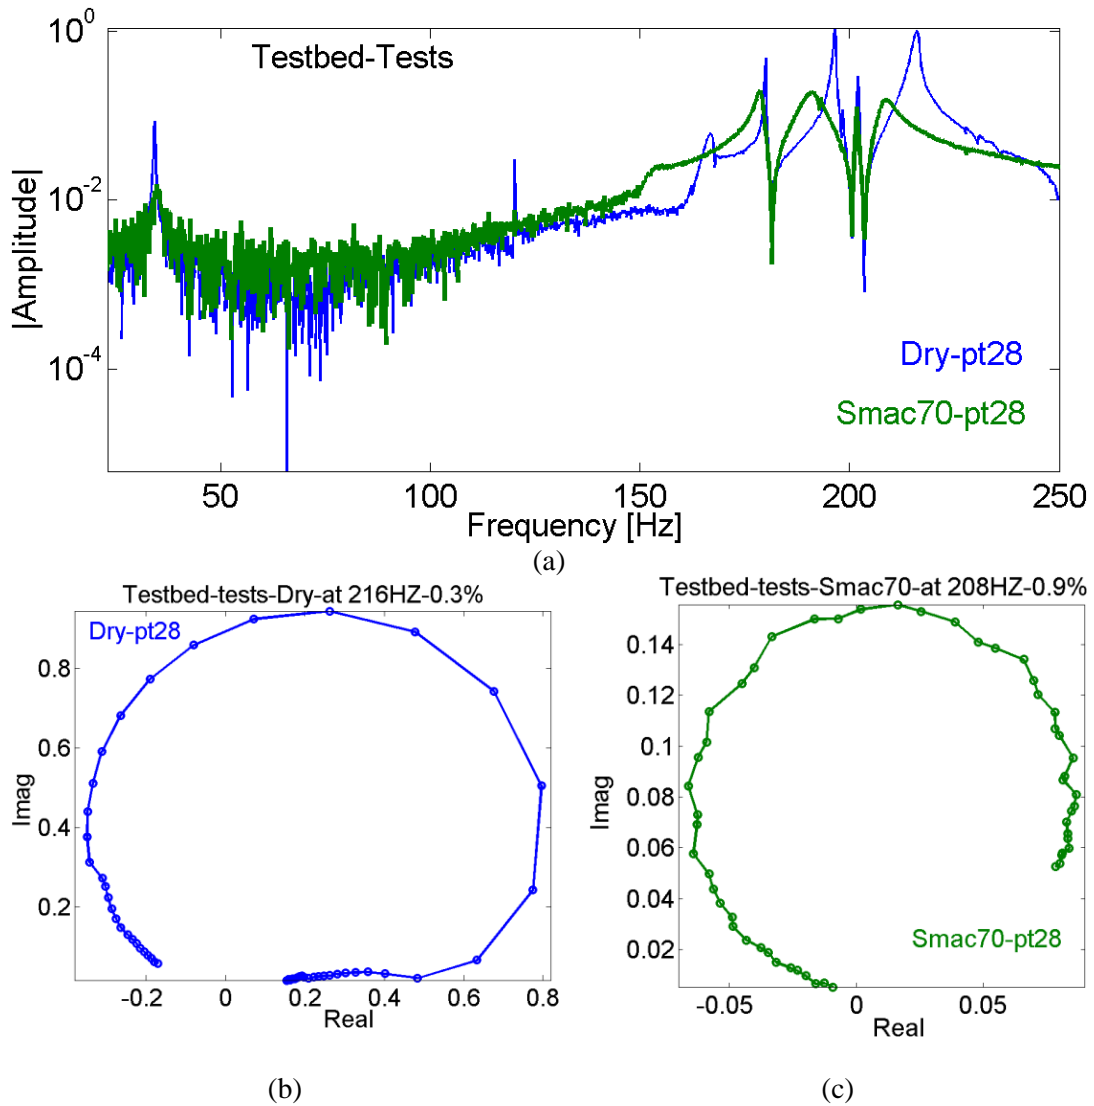 10^0
Testbed-Tests
10^-2
|Amplitude|
Dry-pt28
10^-4
Smac70-pt28
50 100 150 200 250
Frequency [Hz]
(a)
Testbed-tests-Dry-at 216HZ-0.3%
Dry-pt28
0.8
0.6
Imag
0.4
0.2
-0.2 0 0.2 0.4 0.6 0.8
Real
(b)
Testbed-tests-Smac70-at 208HZ-0.9%
0.14
0.12
0.1
Imag
0.08
0.06
0.04
Smac70-pt28
0.02
-0.05 0 0.05
Real
(c)